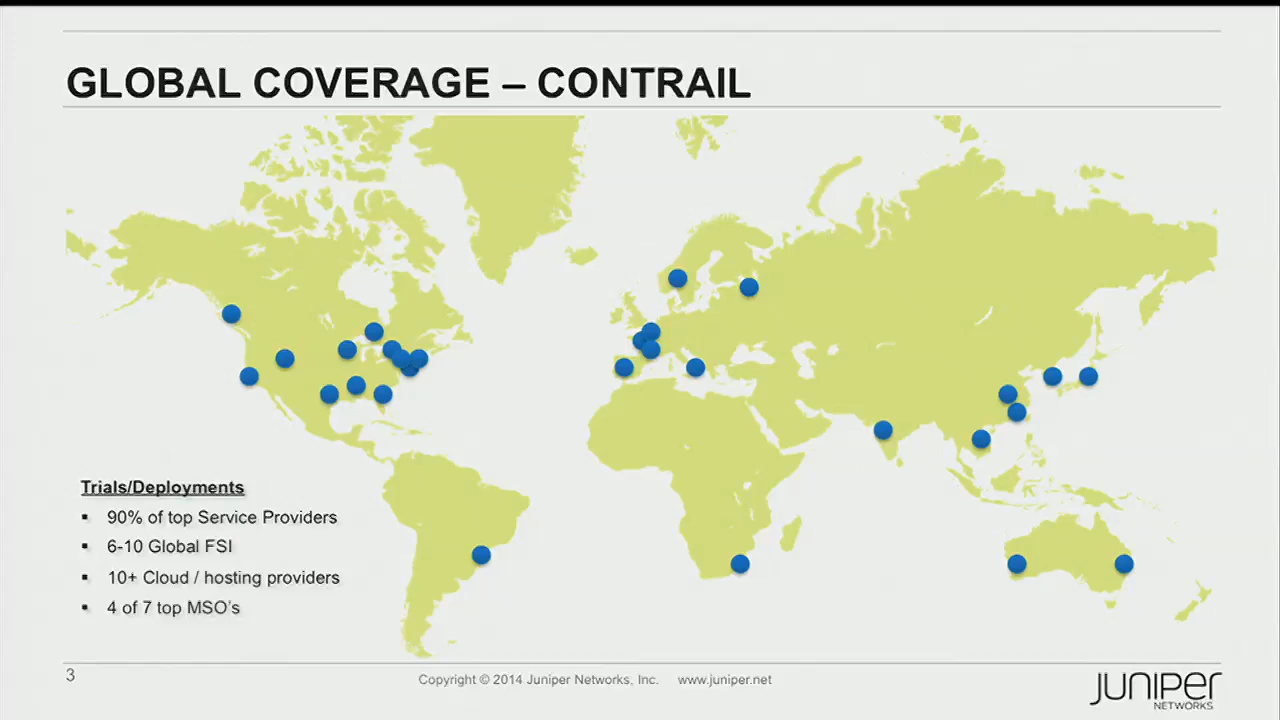 GLOBAL COVERAGE – CONTRAIL
Trials/Deployments
▪ 90% of top Service Providers
▪ 6-10 Global FSI
▪ 10+ Cloud / hosting providers
▪ 4 of 7 top MSO's
3
Copyright © 2014 Juniper Networks, Inc. www.juniper.net
JUNIPER
NETWORKS